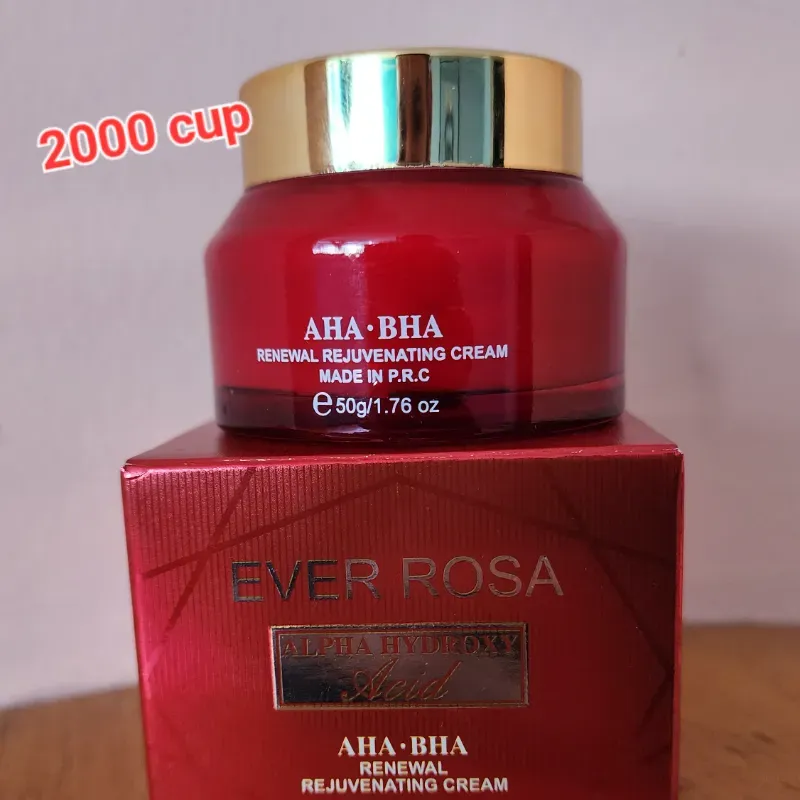 2000 cup
AHA·BHA
RENEWAL REJUVENATING CREAM
MADE IN P.R.C
℮50g/1.76 oz
EVER ROSA
ALPHA HYDROXY
Acid
AHA·BHA
RENEWAL
REJUVENATING CREAM